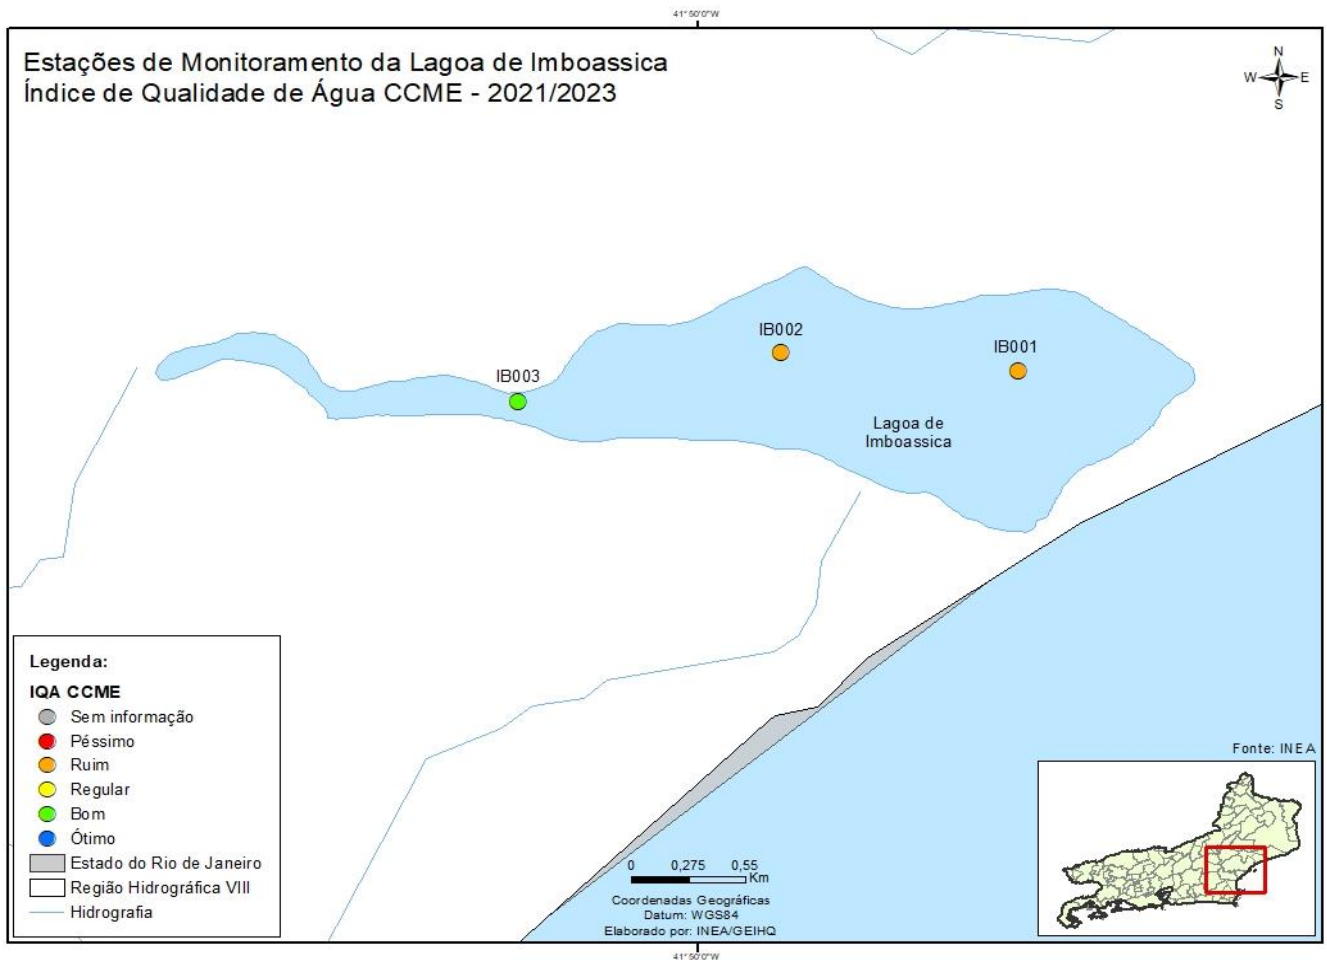 41°50'0"W
Estações de Monitoramento da Lagoa de Imboassica
Índice de Qualidade de Água CCME - 2021/2023
N
W E
S
IB002
IB001
IB003
Lagoa de
Imboassica
Legenda:
IQA CCME
Sem informação
Péssimo
Ruim
Regular
Bom
Ótimo
Estado do Rio de Janeiro
Região Hidrográfica VIII
Hidrografia
Fonte: INEA
0 0,275 0,55
Km
Coordenadas Geográficas
Datum: WGS84
Elaborado por: INEA/GEIHQ
41°50'0"W